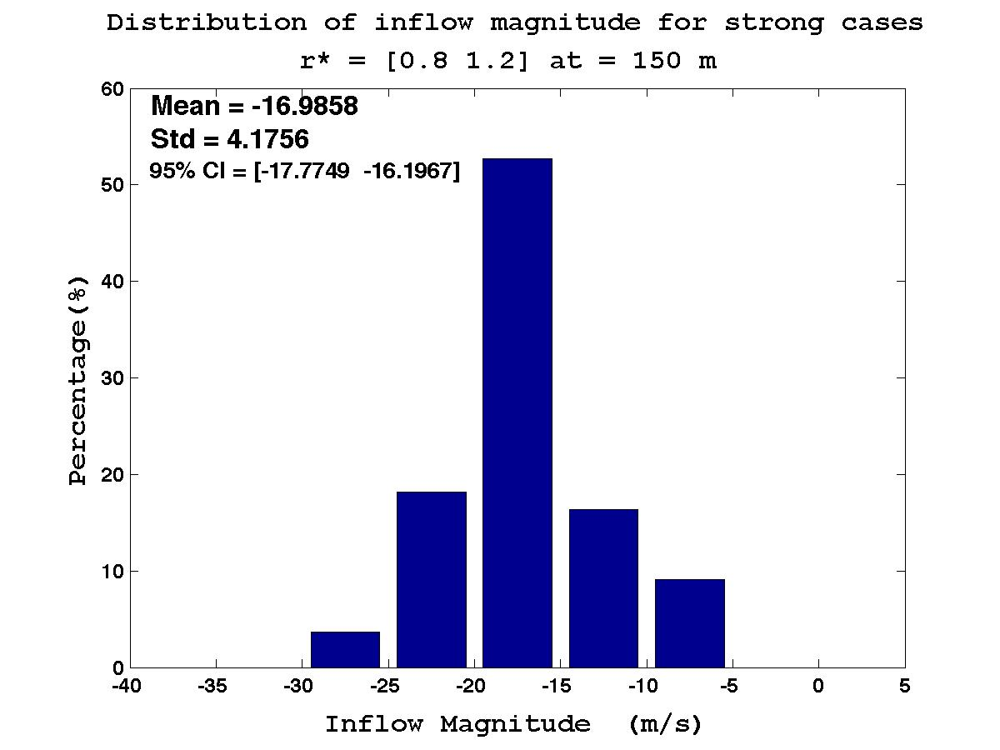 Distribution of inflow magnitude for strong cases
r* = [0.8 1.2] at = 150 m
Mean = -16.9858
Std = 4.1756
95% CI = [-17.7749  -16.1967]
Percentage(%)
60
50
40
30
20
10
0
-40 -35 -30 -25 -20 -15 -10 -5 0 5
Inflow Magnitude  (m/s)